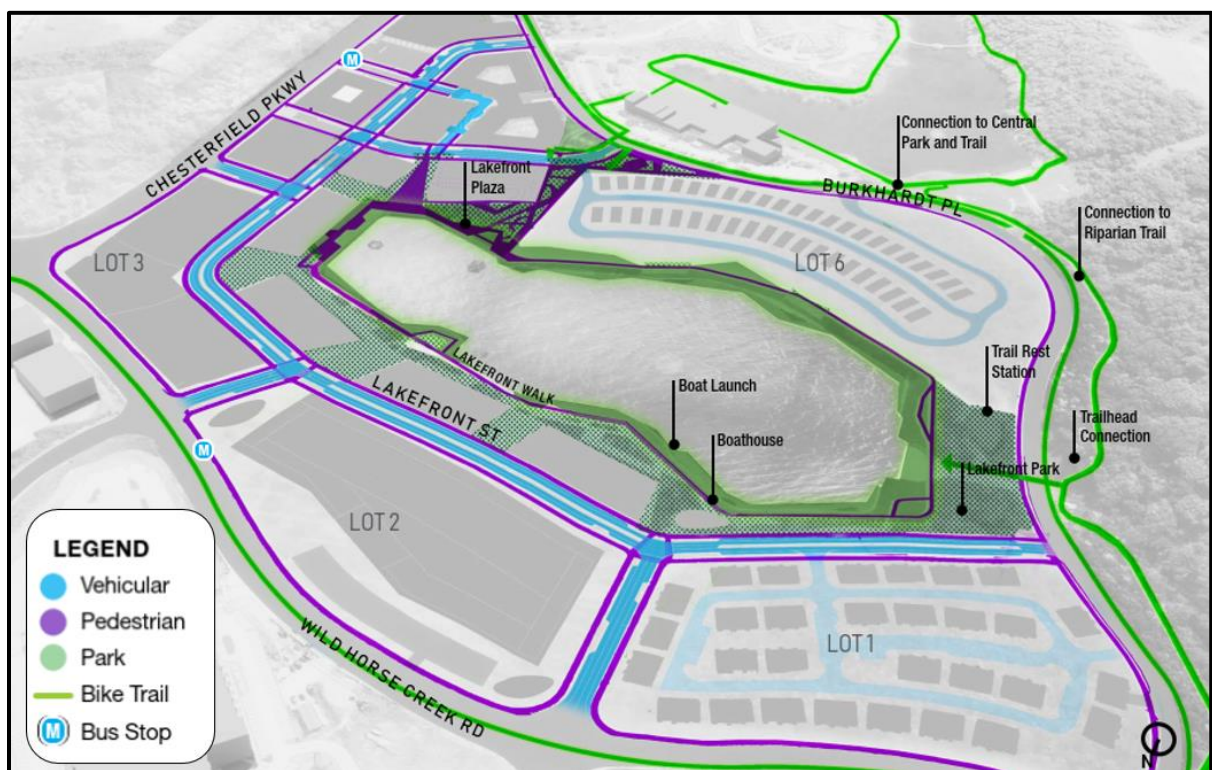 M
CHESTERFIELD PKWY
Lakefront
Plaza
Connection to Central
Park and Trail
BURKHARDT PL
Connection to
Riparian Trail
LOT 3
LOT 6
LAKEFRONT WALK
LAKEFRONT ST
Boat Launch
Boathouse
Trail Rest
Station
Trailhead
Connection
Lakefront Park
M
LOT 2
LOT 1
WILD HORSE CREEK RD
LEGEND
Vehicular
Pedestrian
Park
Bike Trail
M Bus Stop
N